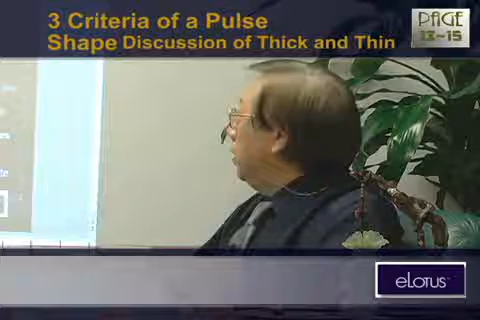 3 Criteria of a Pulse
Shape Discussion of Thick and Thin
PAGE
13~15
eLotus